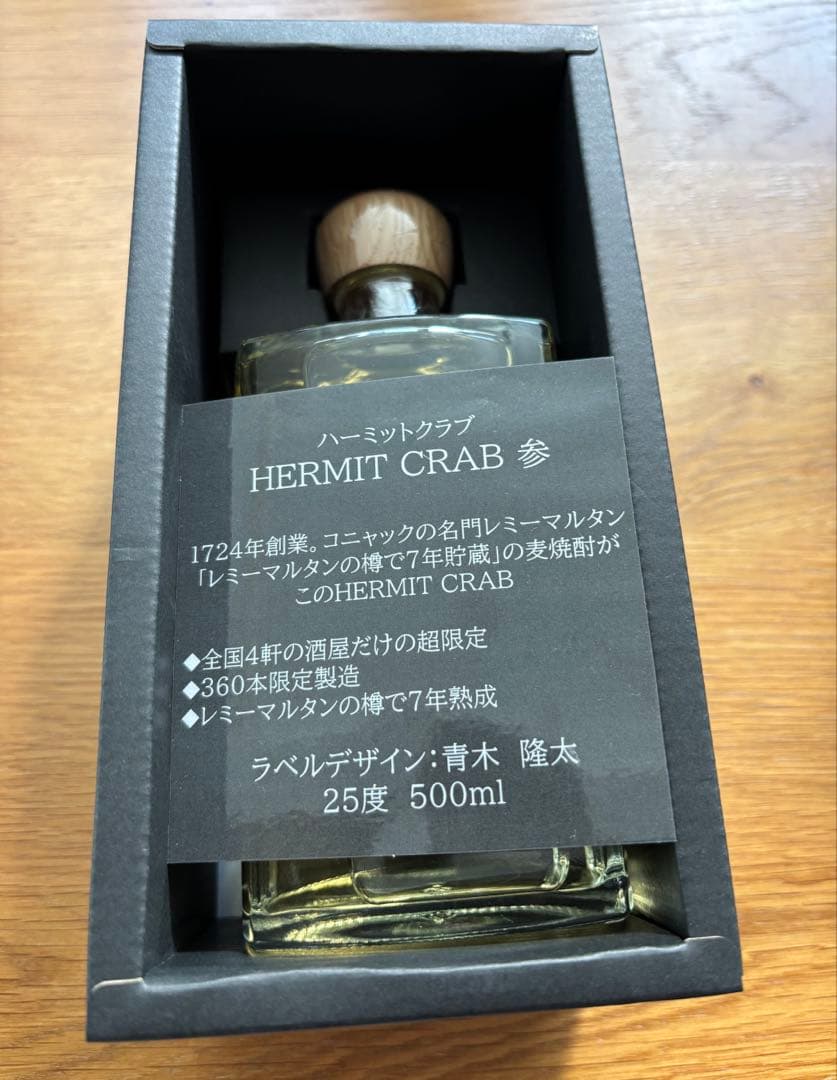 ハーミットクラブ
HERMIT CRAB 参
1724年創業。コニャックの名門レミーマルタン
「レミーマルタンの樽で7年貯蔵」の麦焼酎が
このHERMIT CRAB
◆全国4軒の酒屋だけの超限定
◆360本限定製造
◆レミーマルタンの樽で7年熟成
ラベルデザイン：青木 隆太
25度 500ml